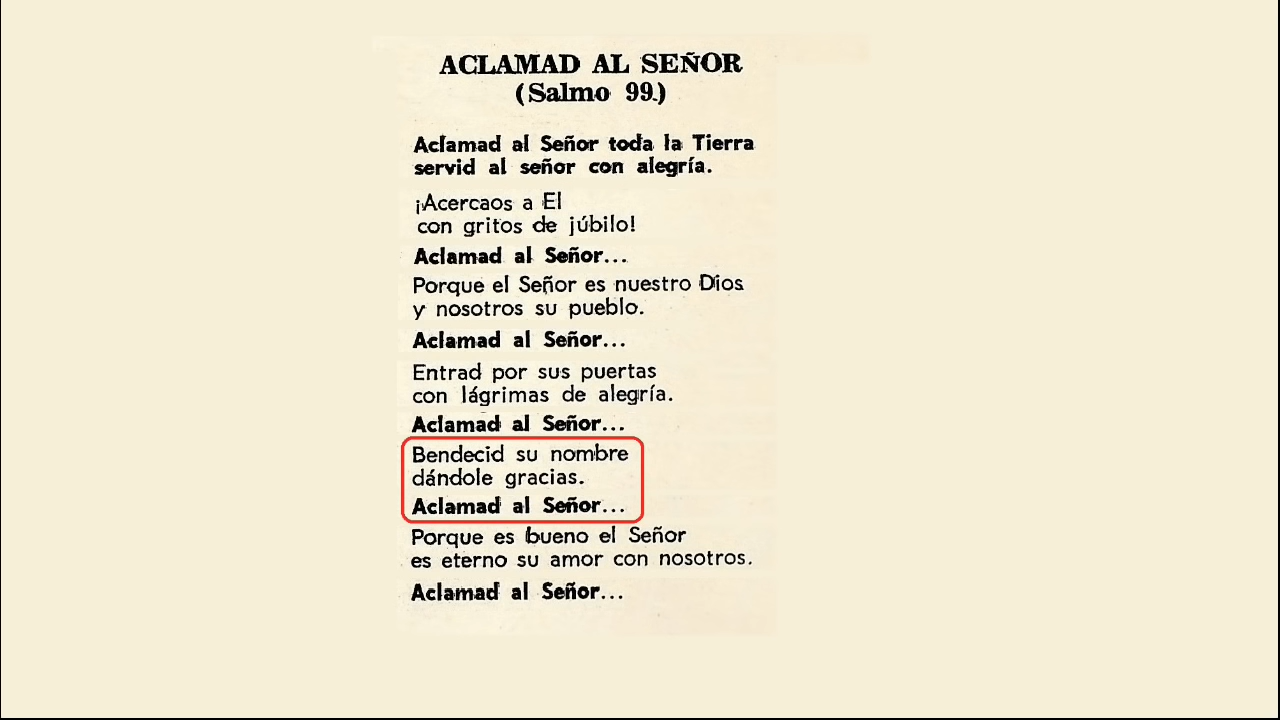 ACLAMAD AL SEÑOR
(Salmo 99)
Aclamad al Señor toda la Tierra
servid al señor con alegría.
¡Acercaos a El
con gritos de júbilo!
Aclamad al Señor...
Porque el Señor es nuestro Dios
y nosotros su pueblo.
Aclamad al Señor...
Entrad por sus puertas
con lágrimas de alegría.
Aclamad al Señor...
Bendecid su nombre
dándole gracias.
Aclamad al Señor...
Porque es bueno el Señor
es eterno su amor con nosotros.
Aclamad al Señor...